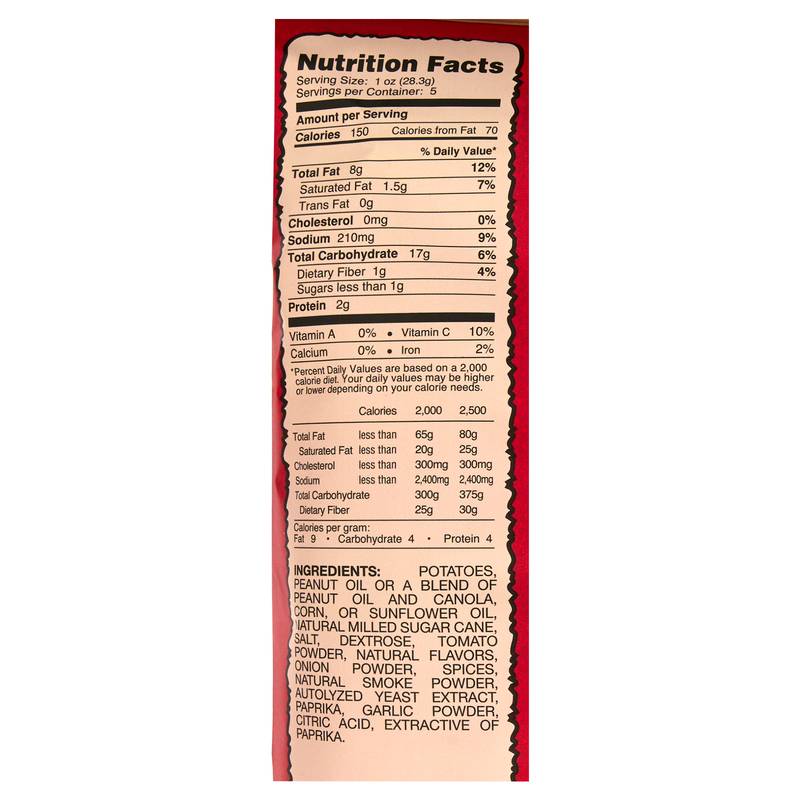 Nutrition Facts
Serving Size: 1 oz (28.3g)
Servings per Container: 5
Amount per Serving
Calories 150 Calories from Fat 70
% Daily Value*
Total Fat 8g 12%
Saturated Fat 1.5g 7%
Trans Fat 0g
Cholesterol 0mg 0%
Sodium 210mg 9%
Total Carbohydrate 17g 6%
Dietary Fiber 1g 4%
Sugars less than 1g
Protein 2g
Vitamin A 0% • Vitamin C 10%
Calcium 0% • Iron 2%
*Percent Daily Values are based on a 2,000
calorie diet. Your daily values may be higher
or lower depending on your calorie needs.
Calories 2,000 2,500
Total Fat less than 65g 80g
Saturated Fat less than 20g 25g
Cholesterol less than 300mg 300mg
Sodium less than 2,400mg 2,400mg
Total Carbohydrate 300g 375g
Dietary Fiber 25g 30g
Calories per gram:
Fat 9 • Carbohydrate 4 • Protein 4
INGREDIENTS: POTATOES,
PEANUT OIL OR A BLEND OF
PEANUT OIL AND CANOLA,
CORN, OR SUNFLOWER OIL,
NATURAL MILLED SUGAR CANE,
SALT, DEXTROSE, TOMATO
POWDER, NATURAL FLAVORS,
ONION POWDER, SPICES,
NATURAL SMOKE POWDER,
AUTOLYZED YEAST EXTRACT,
PAPRIKA, GARLIC POWDER,
CITRIC ACID, EXTRACTIVE OF
PAPRIKA.